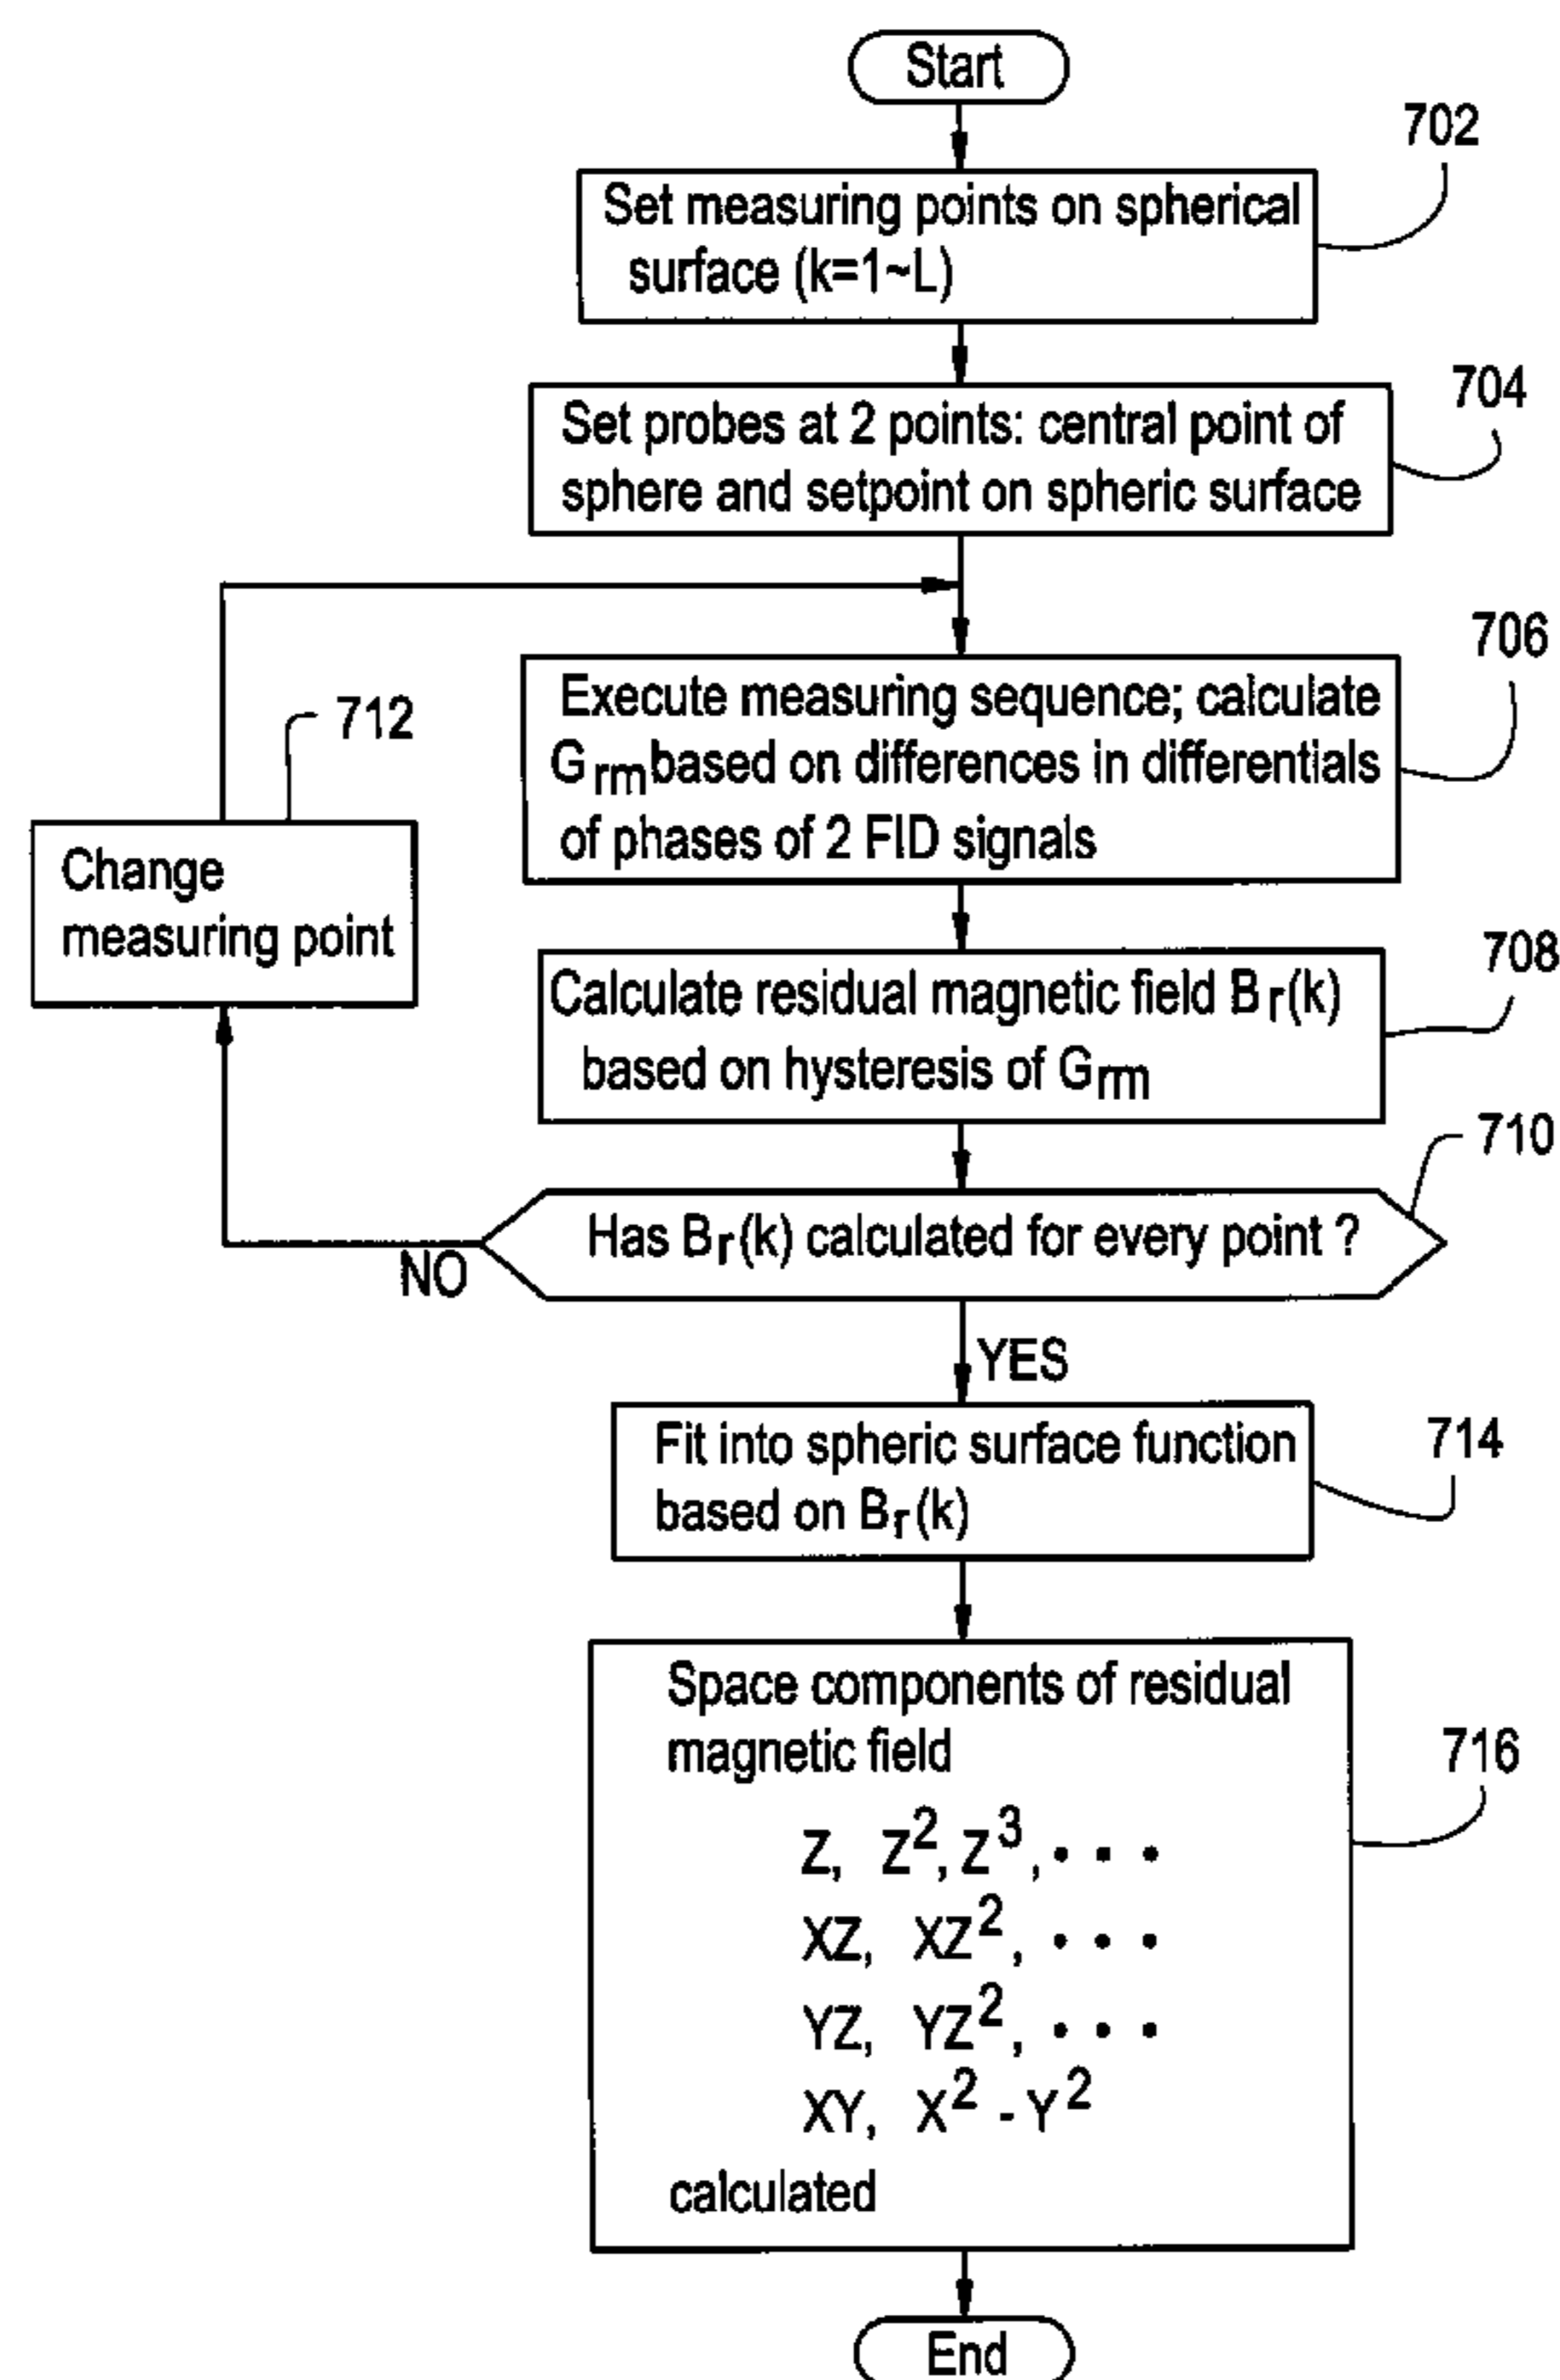 Start
702
Set measuring points on spherical
surface (k=1~L)
704
Set probes at 2 points: central point of
sphere and setpoint on spheric surface
706
Execute measuring sequence; calculate
Grm based on differences in differentials
of phases of 2 FID signals
712
Change
measuring point
708
Calculate residual magnetic field Br(k)
based on hysteresis of Grm
710
Has Br(k) calculated for every point ?
NO
YES
714
Fit into spheric surface function
based on Br(k)
716
Space components of residual
magnetic field
Z, Z², Z³, • • •
XZ, XZ², • • •
YZ, YZ², • • •
XY, X² - Y²
calculated
End